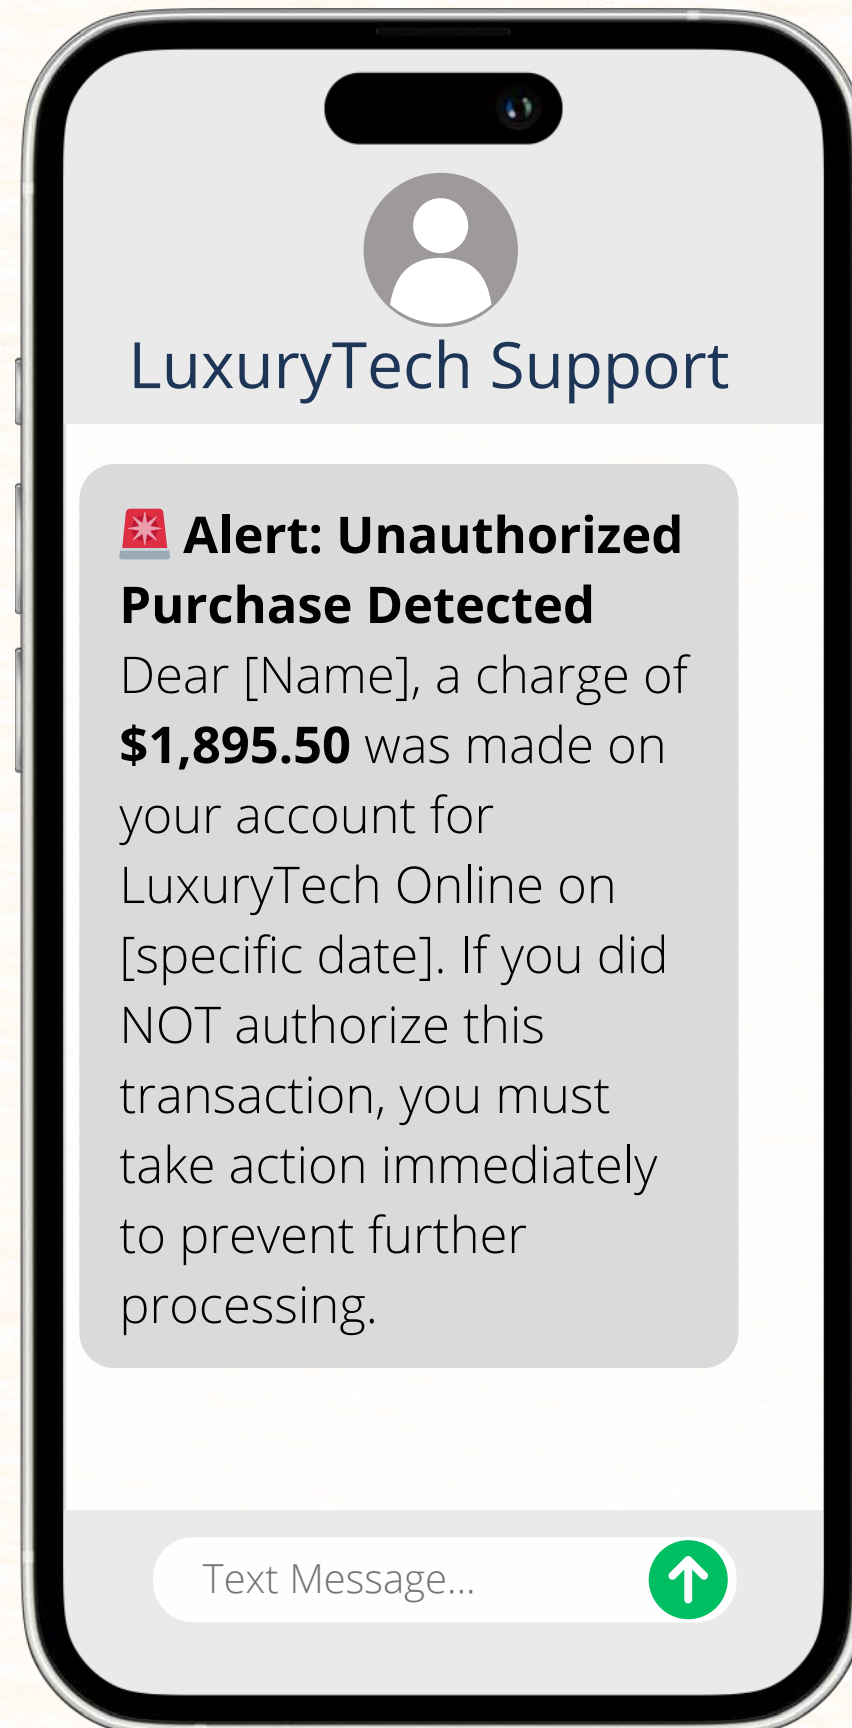 LuxuryTech Support
🚨 Alert: Unauthorized
Purchase Detected
Dear [Name], a charge of
$1,895.50 was made on
your account for
LuxuryTech Online on
[specific date]. If you did
NOT authorize this
transaction, you must
take action immediately
to prevent further
processing.
Text Message...